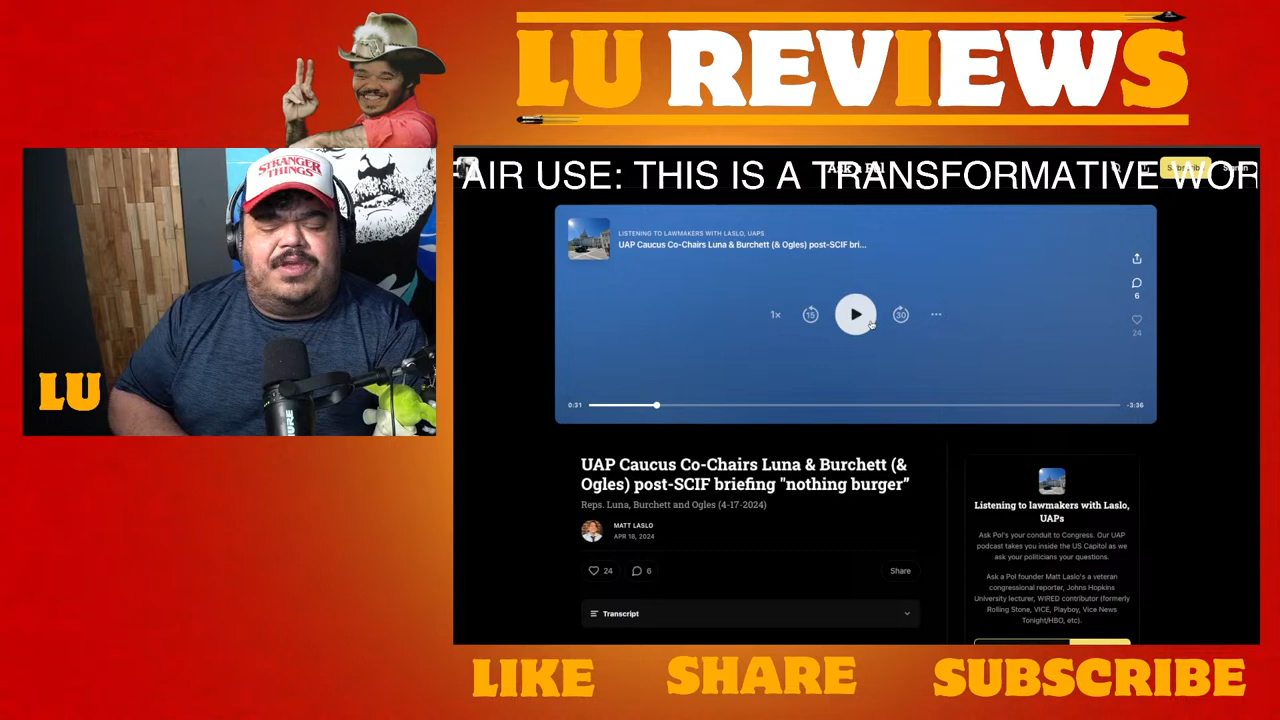 LU REVIEWS
STRANGER
THINGS
LU
AIR USE: THIS IS A TRANSFORMATIVE WOR
Subscribe
LISTENING TO LAWMAKERS WITH LASLO, UAPS
UAP Caucus Co-Chairs Luna & Burchett (& Ogles) post-SCIF bri...
1x
15
30
6
24
0:31
-3:36
UAP Caucus Co-Chairs Luna & Burchett (&
Ogles) post-SCIF briefing "nothing burger”
Reps. Luna, Burchett and Ogles (4-17-2024)
MATT LASLO
APR 18, 2024
24
6
Share
Transcript
Listening to lawmakers with Laslo,
UAPs
Ask Pol's your conduit to Congress. Our UAP
podcast takes you inside the US Capitol as we
ask your politicians your questions.
Ask a Pol founder Matt Laslo's a veteran
congressional reporter, Johns Hopkins
University lecturer, WIRED contributor (formerly
Rolling Stone, VICE, Playboy, Vice News
Tonight/HBO, etc).
LIKE
SHARE
SUBSCRIBE